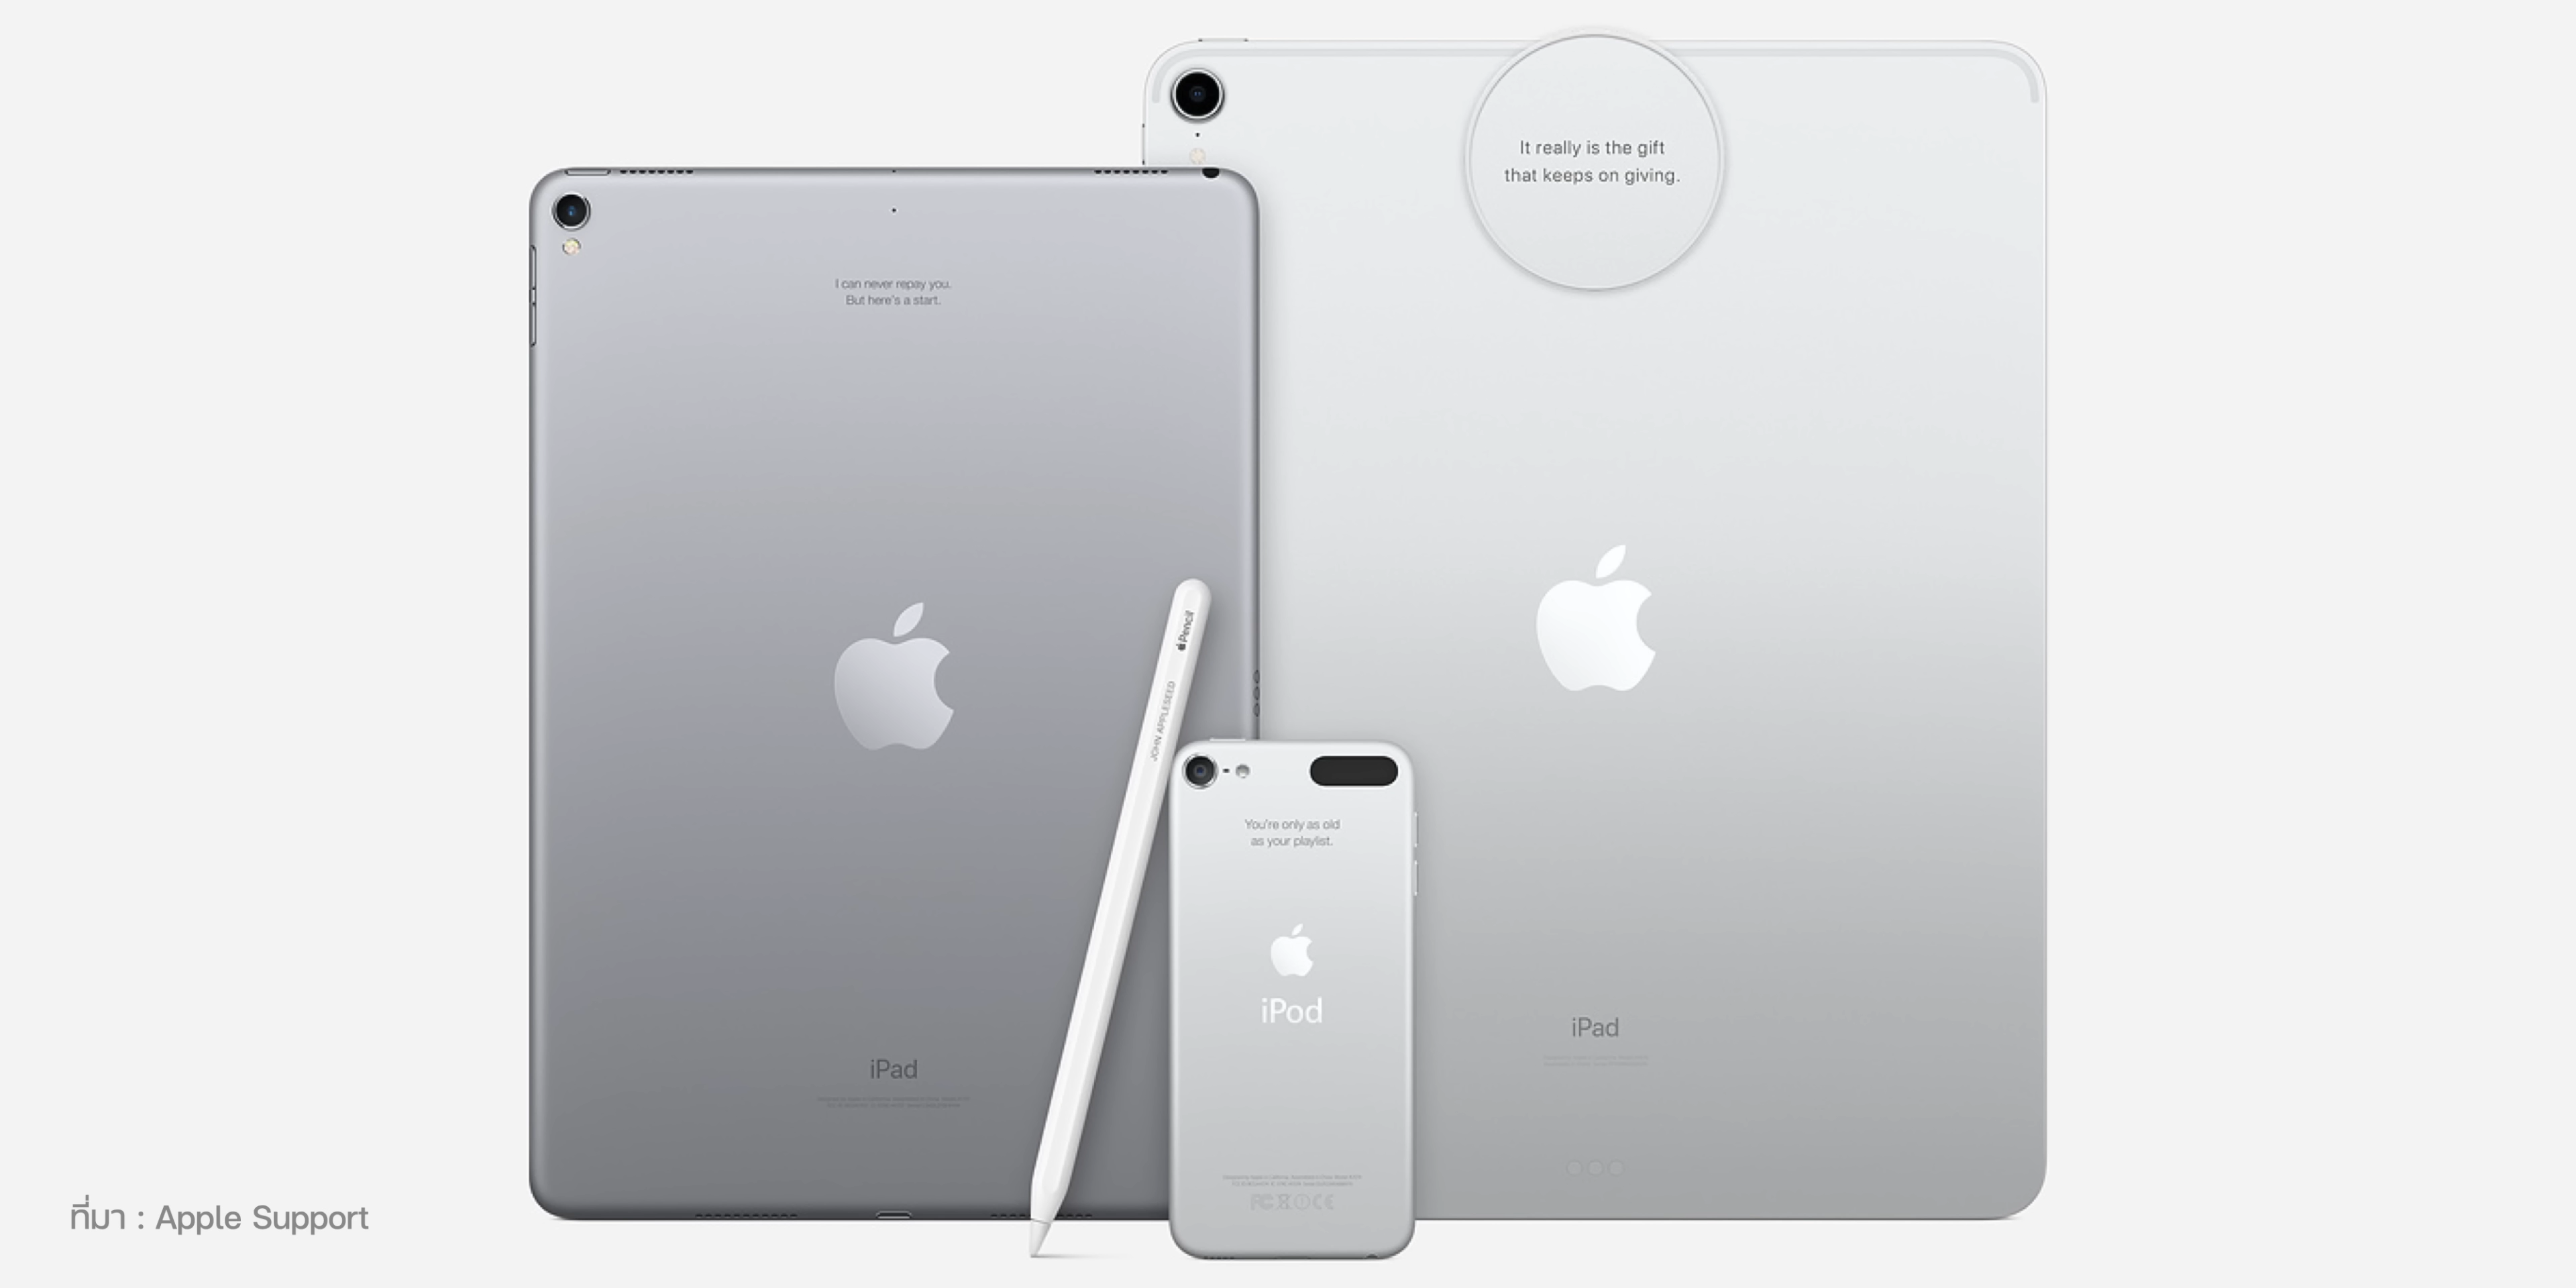 It really is the gift
that keeps on giving.
I can never repay you.
But here's a start.
Pencil
JOHN APPLESEED
You're only as old
as your playlist.
iPod
iPad
iPad
ที่มา : Apple Support